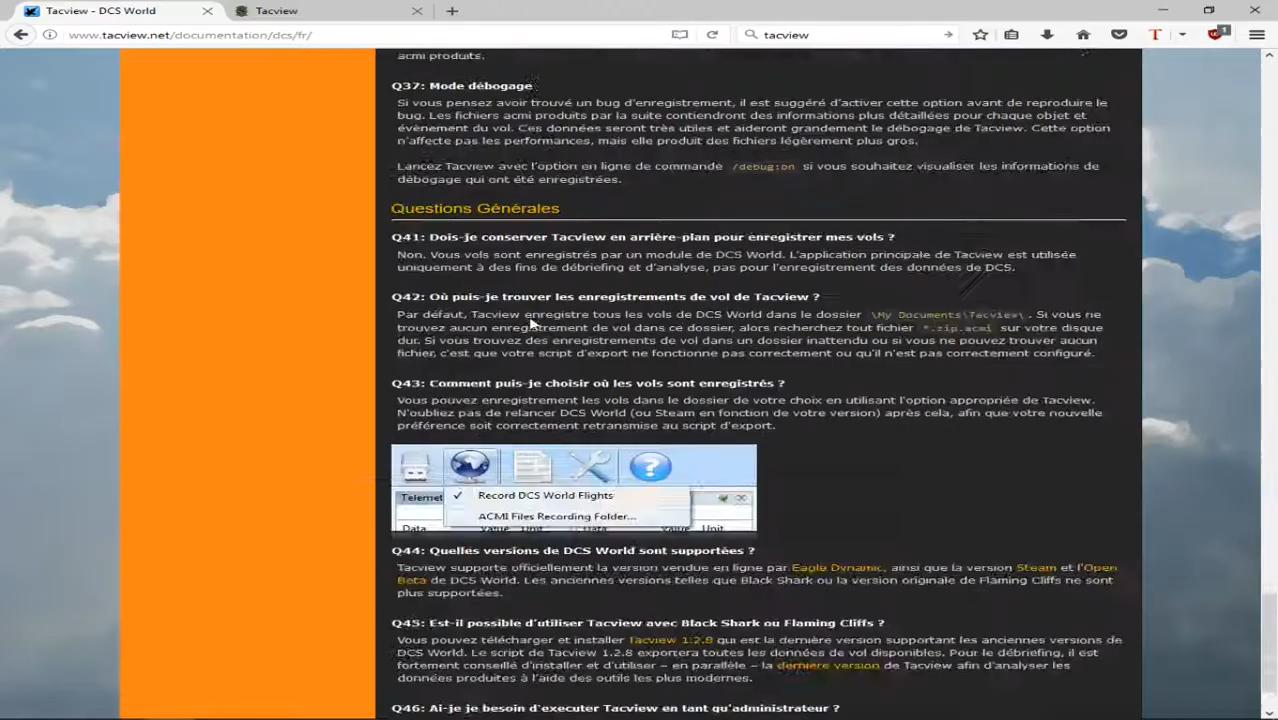 Tacview - DCS World
Tacview
www.tacview.net/documentation/dcs/fr/
tacview
1
acmi produits.
Q37: Mode débogage
Si vous pensez avoir trouvé un bug d'enregistrement, il est suggéré d'activer cette option avant de reproduire le
bug. Les fichiers acmi produits par la suite contiendront des informations plus détaillées pour chaque objet et
évènement du vol. Ces données seront très utiles et aideront grandement le débogage de Tacview. Cette option
n'affecte pas les performances, mais elle produit des fichiers légèrement plus gros.
Lancez Tacview avec l'option en ligne de commande /debug:on si vous souhaitez visualiser les informations de
débogage qui ont été enregistrées.
Questions Générales
Q41: Dois-je conserver Tacview en arrière-plan pour enregistrer mes vols ?
Non. Vous vols sont enregistrés par un module de DCS World. L'application principale de Tacview est utilisée
uniquement à des fins de débriefing et d'analyse, pas pour l'enregistrement des données de DCS.
Q42: Où puis-je trouver les enregistrements de vol de Tacview ?
Par défaut, Tacview enregistre tous les vols de DCS World dans le dossier \My Documents\Tacview\. Si vous ne
trouvez aucun enregistrement de vol dans ce dossier, alors recherchez tout fichier *.zip.acmi sur votre disque
dur. Si vous trouvez des enregistrements de vol dans un dossier inattendu ou si vous ne pouvez trouver aucun
fichier, c'est que votre script d'export ne fonctionne pas correctement ou qu'il n'est pas correctement configuré.
Q43: Comment puis-je choisir où les vols sont enregistrés ?
Vous pouvez enregistrement les vols dans le dossier de votre choix en utilisant l'option appropriée de Tacview.
N'oubliez pas de relancer DCS World (ou Steam en fonction de votre version) après cela, afin que votre nouvelle
préférence soit correctement retransmise au script d'export.
Telemet
Record DCS World Flights
ACMI Files Recording Folder...
Data Value Unit Data Value Unit
Q44: Quelles versions de DCS World sont supportées ?
Tacview supporte officiellement la version vendue en ligne par Eagle Dynamic, ainsi que la version Steam et l'Open
Beta de DCS World. Les anciennes versions telles que Black Shark ou la version originale de Flaming Cliffs ne sont
plus supportées.
Q45: Est-il possible d'utiliser Tacview avec Black Shark ou Flaming Cliffs ?
Vous pouvez télécharger et installer Tacview 1.2.8 qui est la dernière version supportant les anciennes versions de
DCS World. Le script de Tacview 1.2.8 exportera toutes les données de vol disponibles. Pour le débriefing, il est
fortement conseillé d'installer et d'utiliser – en parallèle – la dernière version de Tacview afin d'analyser les
données produites à l'aide des outils les plus modernes.
Q46: Ai-je je besoin d'executer Tacview en tant qu'administrateur ?